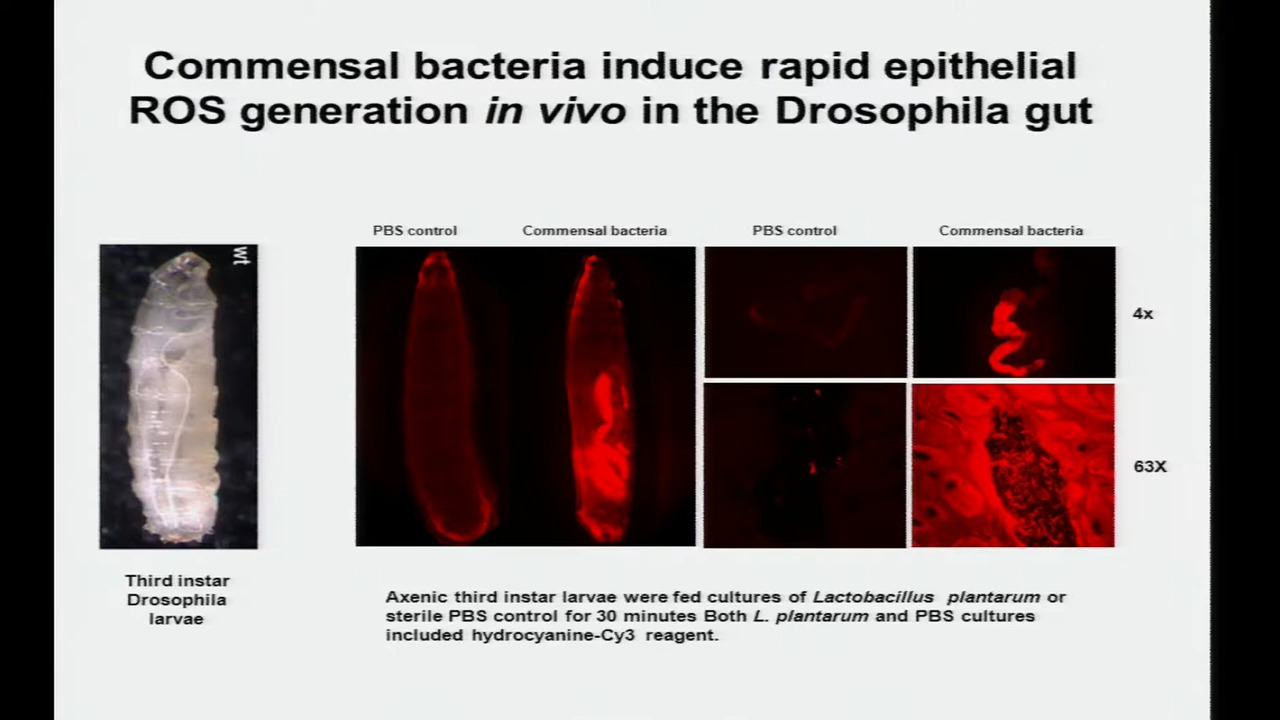 Commensal bacteria induce rapid epithelial
ROS generation in vivo in the Drosophila gut
PBS control
Commensal bacteria
PBS control
Commensal bacteria
wt
4x
63X
Third instar
Drosophila
larvae
Axenic third instar larvae were fed cultures of Lactobacillus plantarum or
sterile PBS control for 30 minutes Both L. plantarum and PBS cultures
included hydrocyanine-Cy3 reagent.